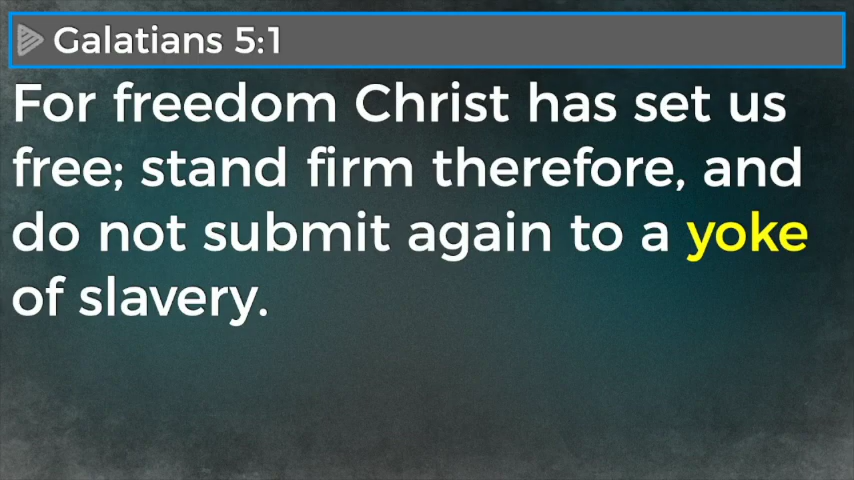 Galatians 5:1
For freedom Christ has set us
free; stand firm therefore, and
do not submit again to a yoke
of slavery.